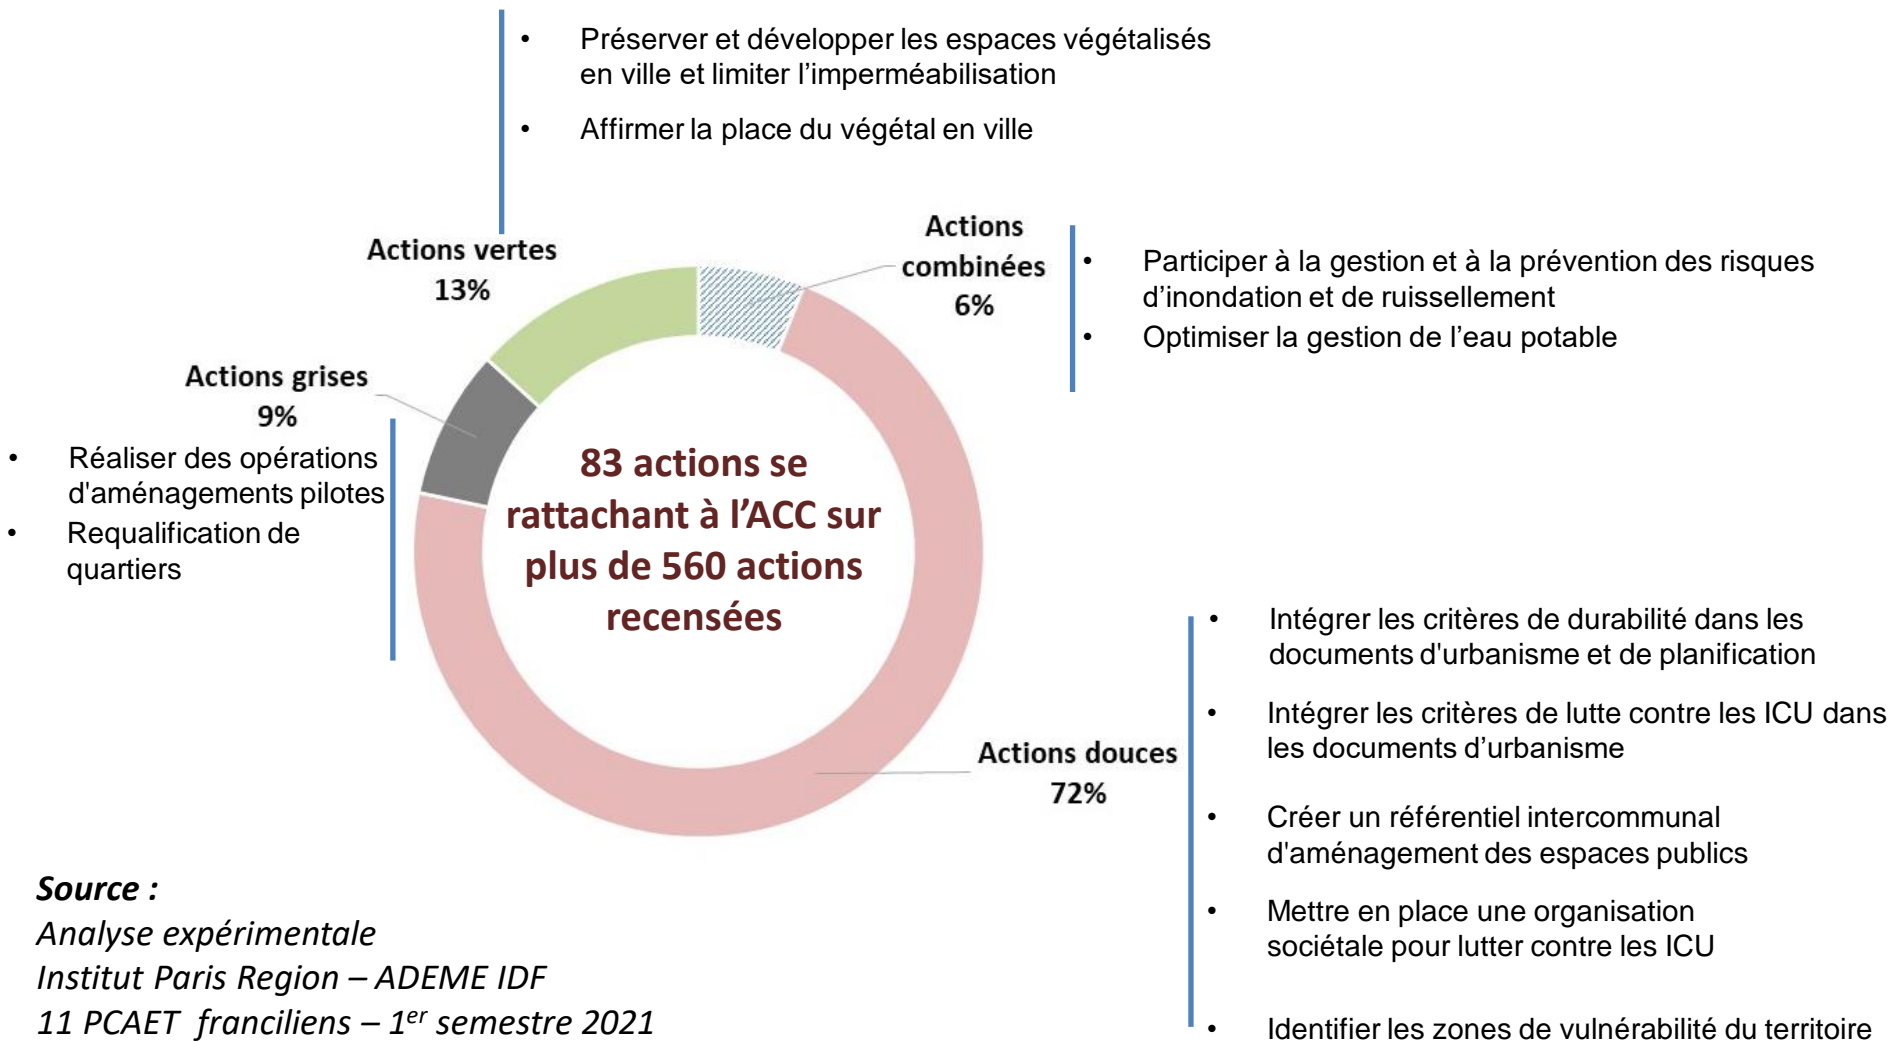 • Préserver et développer les espaces végétalisés
en ville et limiter l’imperméabilisation
• Affirmer la place du végétal en ville
Actions vertes
13%
Actions
combinées
6%
• Participer à la gestion et à la prévention des risques
d’inondation et de ruissellement
• Optimiser la gestion de l’eau potable
Actions grises
9%
• Réaliser des opérations
d'aménagements pilotes
• Requalification de
quartiers
83 actions se
rattachant à l’ACC sur
plus de 560 actions
recensées
Actions douces
72%
• Intégrer les critères de durabilité dans les
documents d'urbanisme et de planification
• Intégrer les critères de lutte contre les ICU dans
les documents d’urbanisme
• Créer un référentiel intercommunal
d'aménagement des espaces publics
• Mettre en place une organisation
sociétale pour lutter contre les ICU
• Identifier les zones de vulnérabilité du territoire
Source :
Analyse expérimentale
Institut Paris Region – ADEME IDF
11 PCAET franciliens – 1er semestre 2021